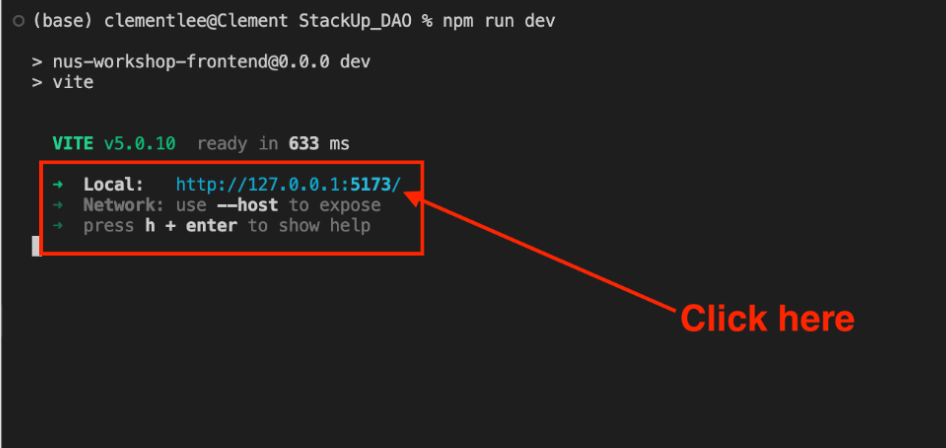 (base) clementlee@Clement StackUp_DAO % npm run dev
> nus-workshop-frontend@0.0.0 dev
> vite
VITE v5.0.10 ready in 633 ms
➜ Local: http://127.0.0.1:5173/
➜ Network: use --host to expose
➜ press h + enter to show help
Click here